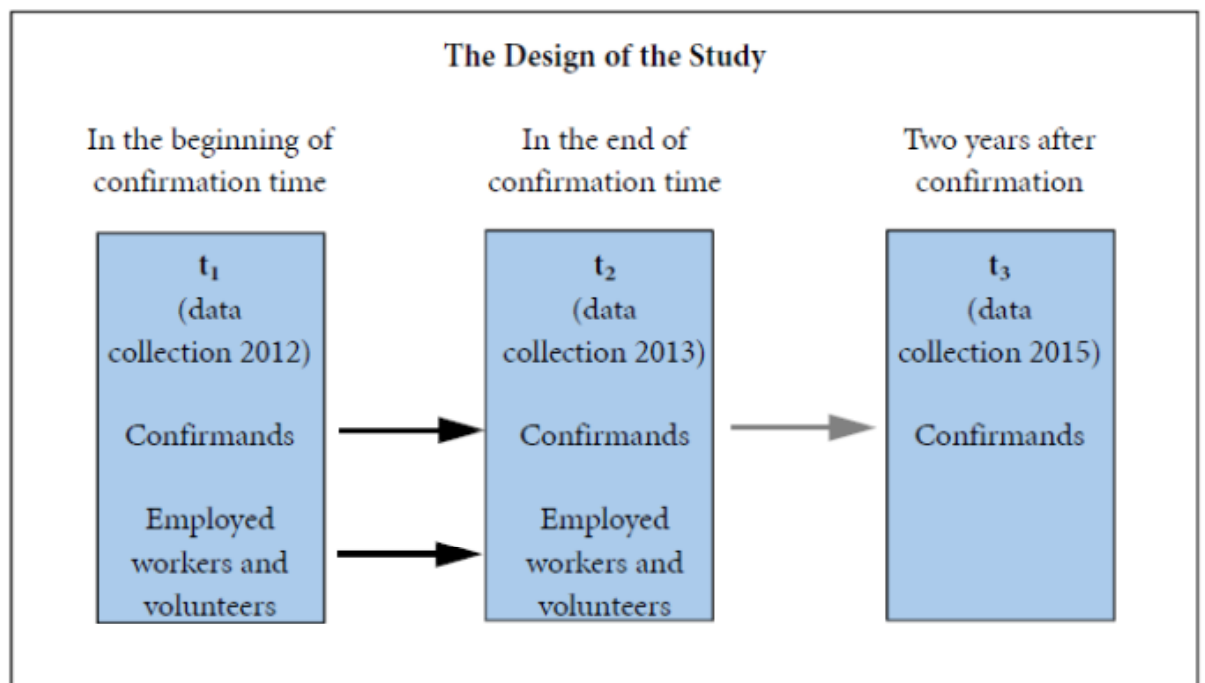 The Design of the Study
In the beginning of
confirmation time
In the end of
confirmation time
Two years after
confirmation
t₁
(data
collection 2012)
Confirmands
Employed
workers and
volunteers
t₂
(data
collection 2013)
Confirmands
Employed
workers and
volunteers
t₃
(data
collection 2015)
Confirmands